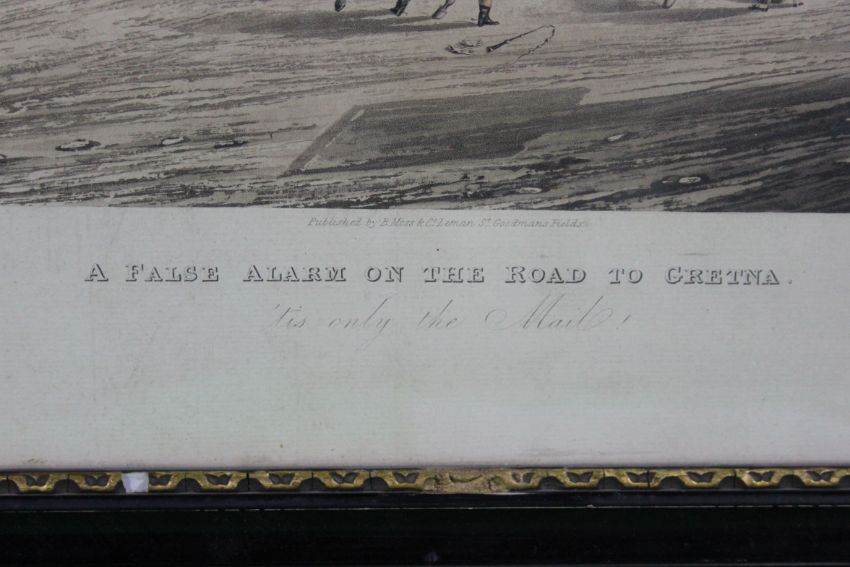 Published by B. Moss & Co. Leman St. Goodmans Fields
A FALSE ALARM ON THE ROAD TO GRETNA.
'tis only the Mail!